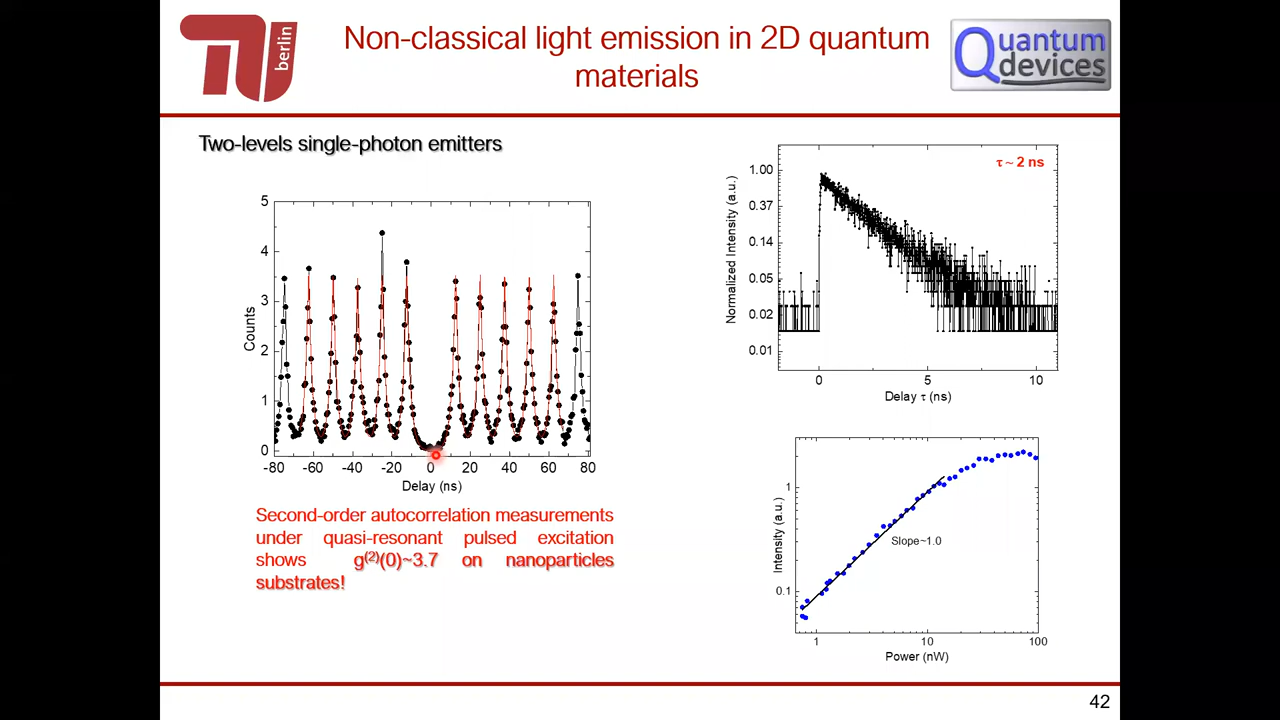 berlin
Non-classical light emission in 2D quantum
materials
Quantum
devices
Two-levels single-photon emitters
5
4
3
2
1
0
Counts
-80 -60 -40 -20 0 20 40 60 80
Delay (ns)
Second-order autocorrelation measurements
under quasi-resonant pulsed excitation
shows g(2)(0)~3.7 on nanoparticles
substrates!
τ ~ 2 ns
1.00
0.37
0.14
0.05
0.02
0.01
Normalized Intensity (a.u.)
0 5 10
Delay τ (ns)
1
0.1
Intensity (a.u.)
Slope~1.0
1 10 100
Power (nW)
42